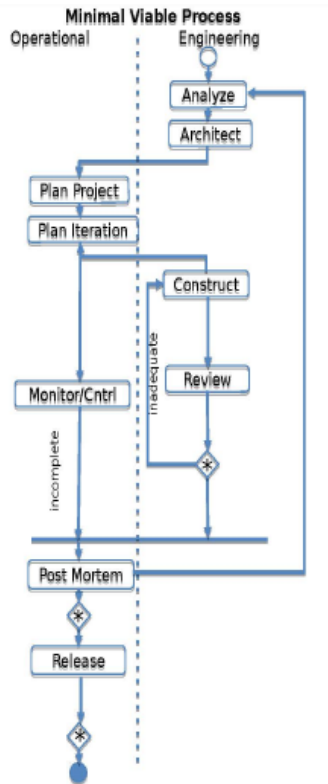 Minimal Viable Process
Operational Engineering
Analyze
Architect
Plan Project
Plan Iteration
Construct
inadequate
Review
Monitor/Cntrl
*
incomplete
Post Mortem
*
Release
*